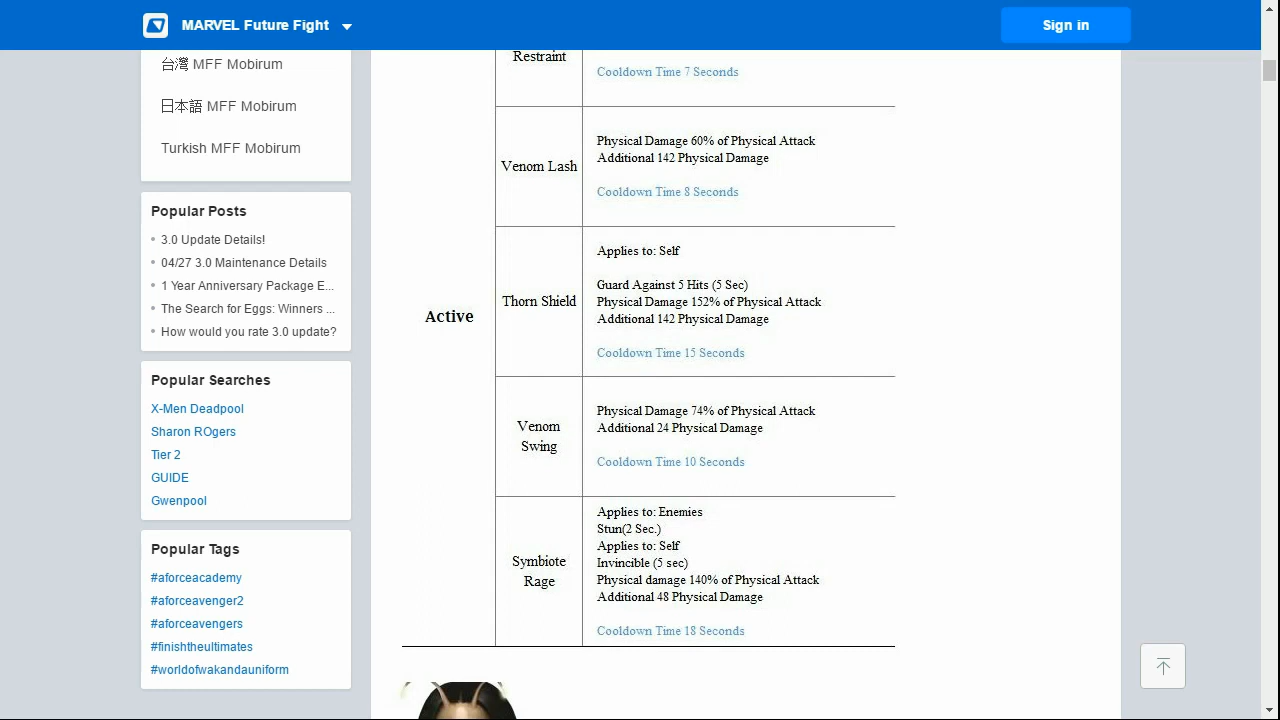 MARVEL Future Fight
Sign in
台灣 MFF Mobirum
日本語 MFF Mobirum
Turkish MFF Mobirum
Popular Posts
3.0 Update Details!
04/27 3.0 Maintenance Details
1 Year Anniversary Package E...
The Search for Eggs: Winners ...
How would you rate 3.0 update?
Popular Searches
X-Men Deadpool
Sharon ROgers
Tier 2
GUIDE
Gwenpool
Popular Tags
#aforceacademy
#aforceavenger2
#aforceavengers
#finishtheultimates
#worldofwakandauniform
Active
Restraint
Cooldown Time 7 Seconds
Venom Lash
Physical Damage 60% of Physical Attack
Additional 142 Physical Damage
Cooldown Time 8 Seconds
Thorn Shield
Applies to: Self
Guard Against 5 Hits (5 Sec)
Physical Damage 152% of Physical Attack
Additional 142 Physical Damage
Cooldown Time 15 Seconds
Venom
Swing
Physical Damage 74% of Physical Attack
Additional 24 Physical Damage
Cooldown Time 10 Seconds
Symbiote
Rage
Applies to: Enemies
Stun(2 Sec.)
Applies to: Self
Invincible (5 sec)
Physical damage 140% of Physical Attack
Additional 48 Physical Damage
Cooldown Time 18 Seconds